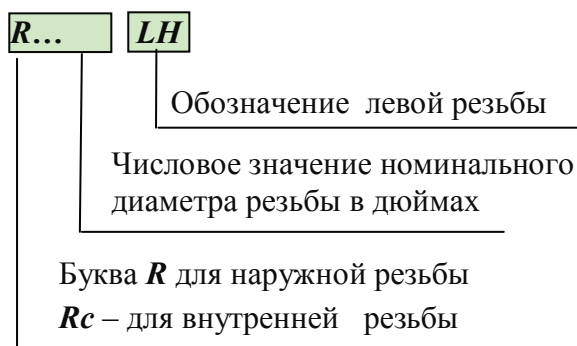 R... LH
Обозначение левой резьбы
Числовое значение номинального
диаметра резьбы в дюймах
Буква R для наружной резьбы
Rc – для внутренней резьбы